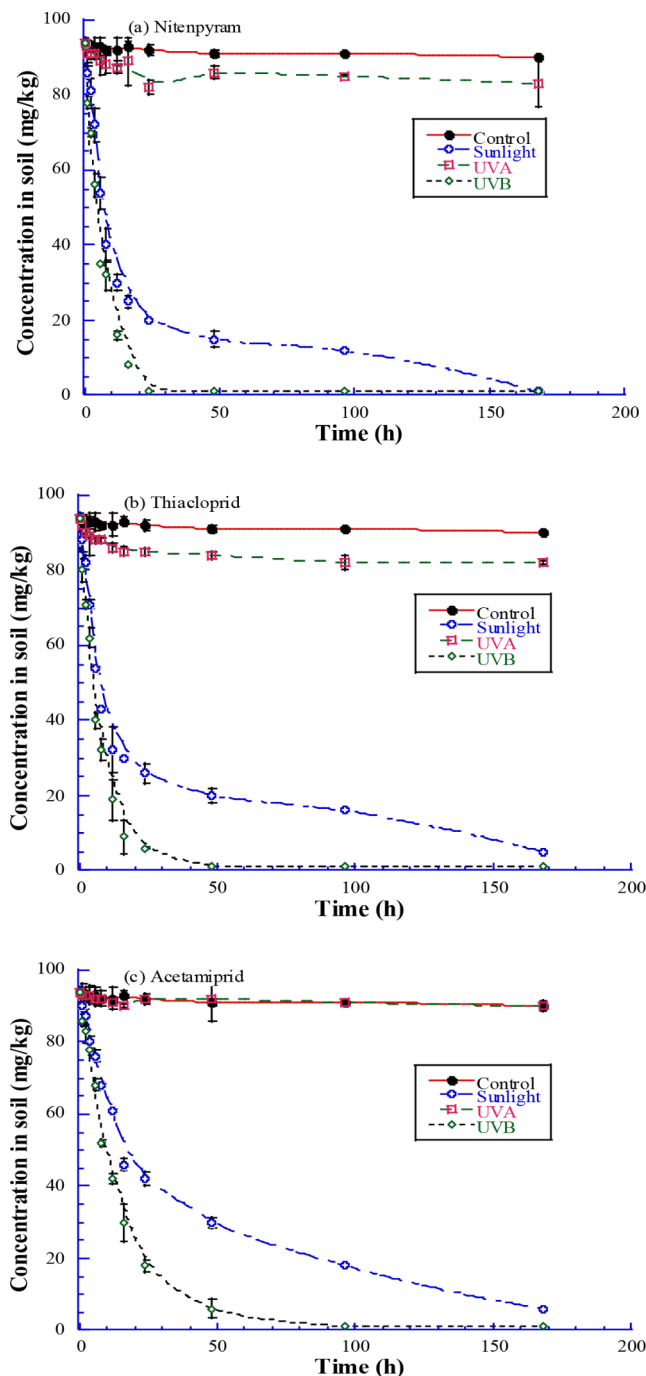 100
(a) Nitenpyram
80
60
40
20
0
Concentration in soil (mg/kg)
Control
Sunlight
UVA
UVB
0
50
100
150
200
Time (h)
100
(b) Thiacloprid
80
60
40
20
0
Concentration in soil (mg/kg)
Control
Sunlight
UVA
UVB
0
50
100
150
200
Time (h)
100
(c) Acetamiprid
80
60
40
20
0
Concentration in soil (mg/kg)
Control
Sunlight
UVA
UVB
0
50
100
150
200
Time (h)